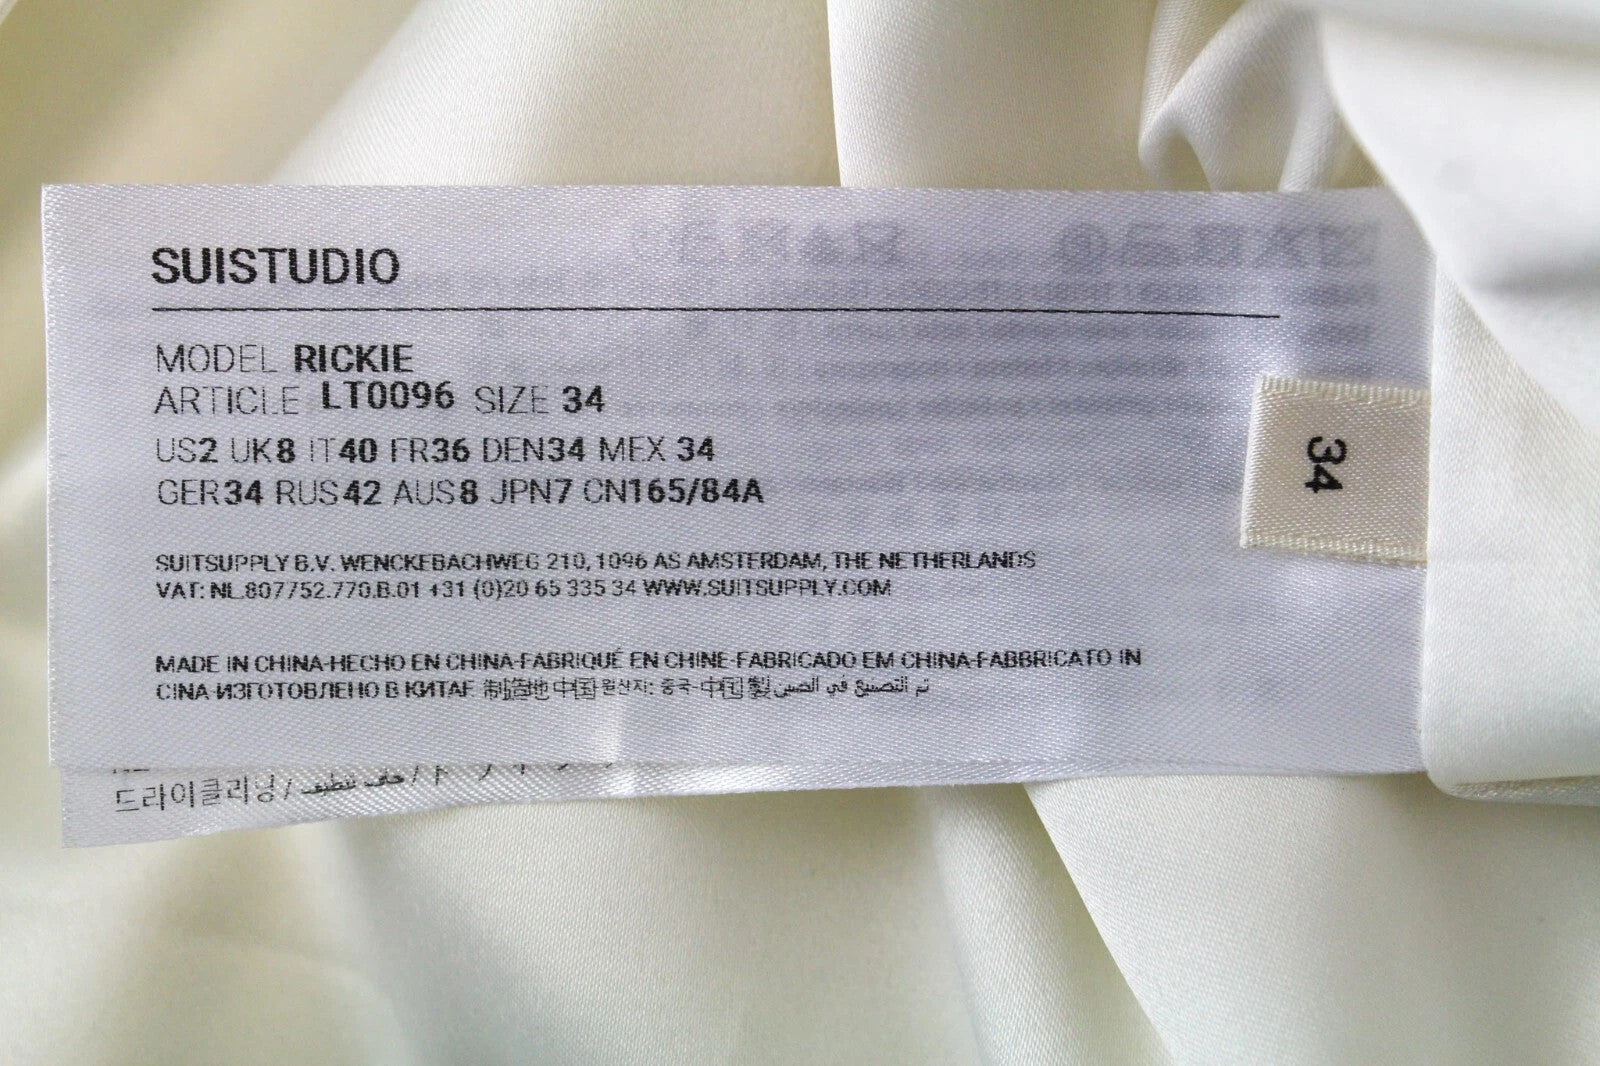 SUISTUDIO
MODEL RICKIE
ARTICLE LT0096 SIZE 34
US2 UK8 IT40 FR36 DEN34 MEX 34
GER34 RUS42 AUS8 JPN7 CN165/84A
34
SUITSUPPLY B.V. WENCKEBACHWEG 210, 1096 AS AMSTERDAM, THE NETHERLANDS
VAT: NL.807752.770.B.01 +31 (0)20 65 335 34 WWW.SUITSUPPLY.COM
MADE IN CHINA-HECHO EN CHINA-FABRIQUÉ EN CHINE-FABRICADO EM CHINA-FABBRICATO IN
CINA-ИЗГОТОВЛЕНО В КИТАЕ 制造地 中国 원산지: 중국-中国製 تم التصنيع في الصين
드라이클리닝 /